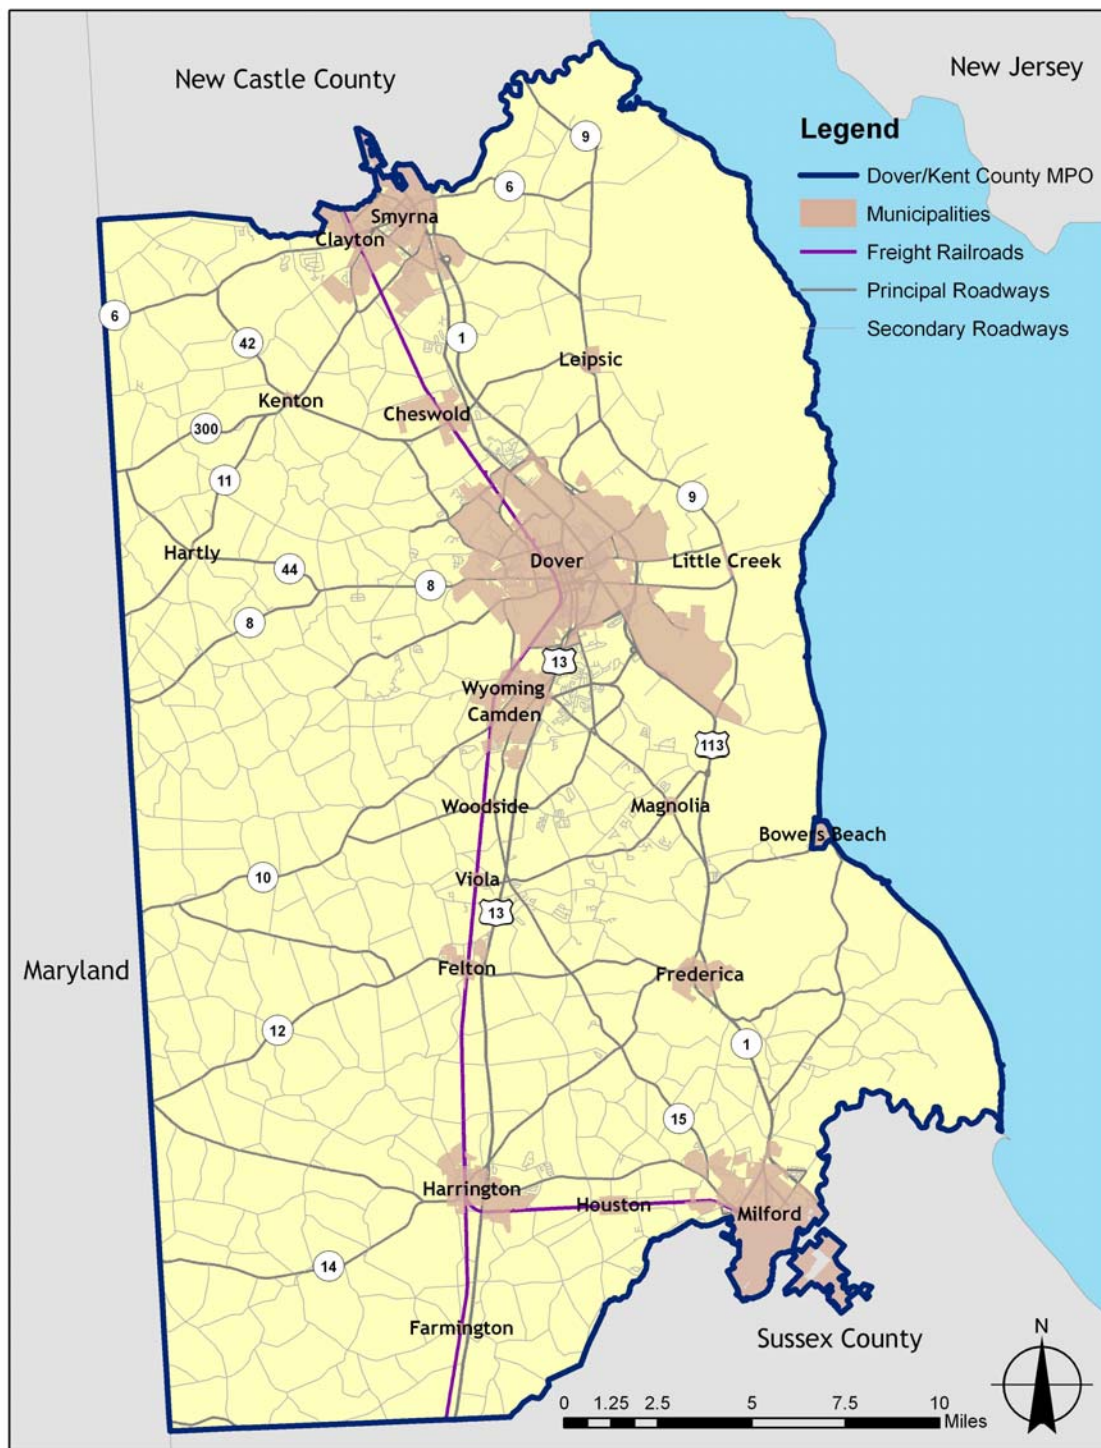 New Castle County
New Jersey
Legend
Dover/Kent County MPO
Municipalities
Freight Railroads
Principal Roadways
Secondary Roadways
9
6
Smyrna
Clayton
6
42
1
Leipsic
Kenton
Cheswold
300
11
9
Hartly
44
Dover
Little Creek
8
8
13
Wyoming
Camden
113
Woodside
Magnolia
Bowers Beach
10
Viola
13
Maryland
Felton
Frederica
12
1
15
Harrington
Houston
Milford
14
Farmington
Sussex County
N
0 1.25 2.5 5 7.5 10
Miles